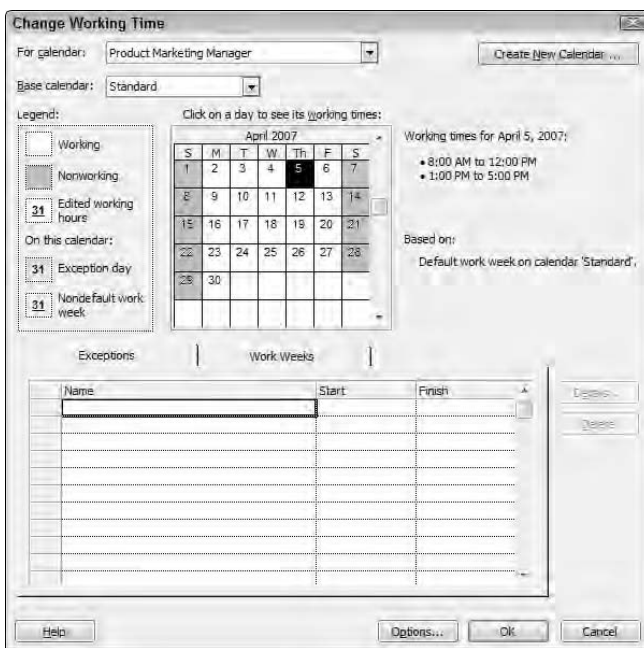 Change Working Time
For calendar: Product Marketing Manager
Create New Calendar ...
Base calendar: Standard
Legend:
Working
Nonworking
31 Edited working hours
On this calendar:
31 Exception day
31 Nondefault work week
Click on a day to see its working times:
April 2007
S M T W Th F S
1 2 3 4 5 6 7
8 9 10 11 12 13 14
15 16 17 18 19 20 21
22 23 24 25 26 27 28
29 30
Working times for April 5, 2007:
• 8:00 AM to 12:00 PM
• 1:00 PM to 5:00 PM
Based on:
Default work week on calendar 'Standard'.
Exceptions Work Weeks
Name Start Finish
Details...
Delete
Help Options... OK Cancel